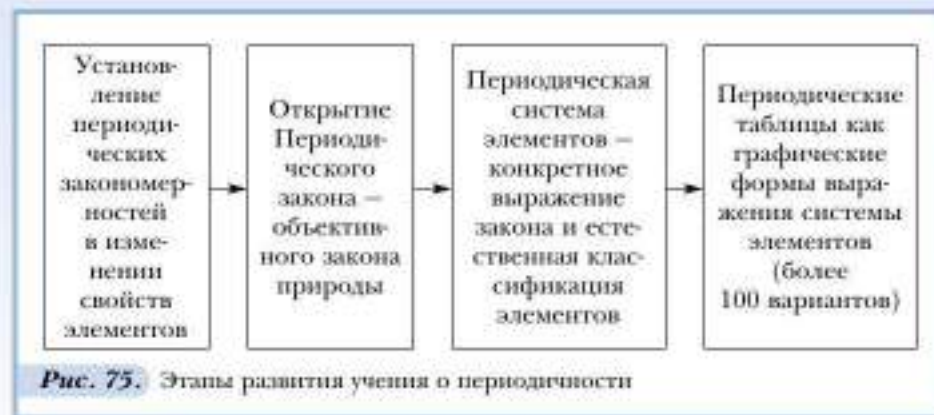 Установ-
ление
периоди-
ческих
закономер-
ностей
в изме-
нении
свойств
элементов
Открытие
Периоди-
ческого
закона –
объектив-
ного закона
природы
Периодическая
система
элементов –
конкретное
выражение
закона и есте-
ственная клас-
сификация
элементов
Периодические
таблицы как
графические
формы выра-
жения системы
элементов
(более
100 вариантов)
Рис. 75. Этапы развития учения о периодичности